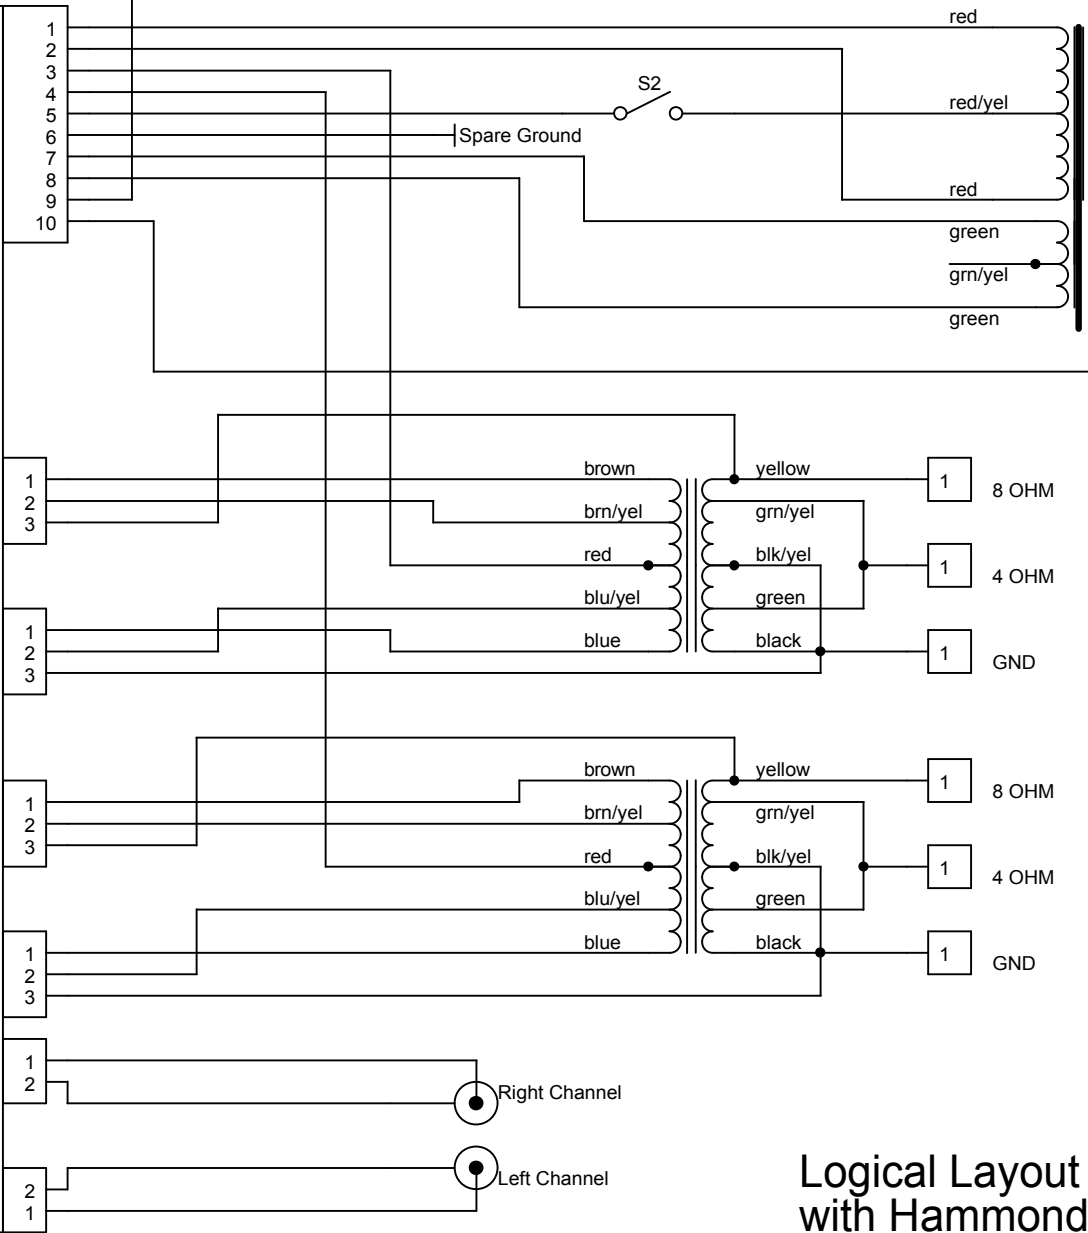 1
2
3
4
5
6
7
8
9
10
red
S2
red/yel
Spare Ground
red
green
grn/yel
green
1
2
3
brown
brn/yel
red
blu/yel
blue
yellow
grn/yel
blk/yel
green
black
1
8 OHM
1
4 OHM
1
GND
1
2
3
1
2
3
brown
brn/yel
red
blu/yel
blue
yellow
grn/yel
blk/yel
green
black
1
8 OHM
1
4 OHM
1
GND
1
2
3
1
2
Right Channel
2
1
Left Channel
Logical Layout
with Hammond